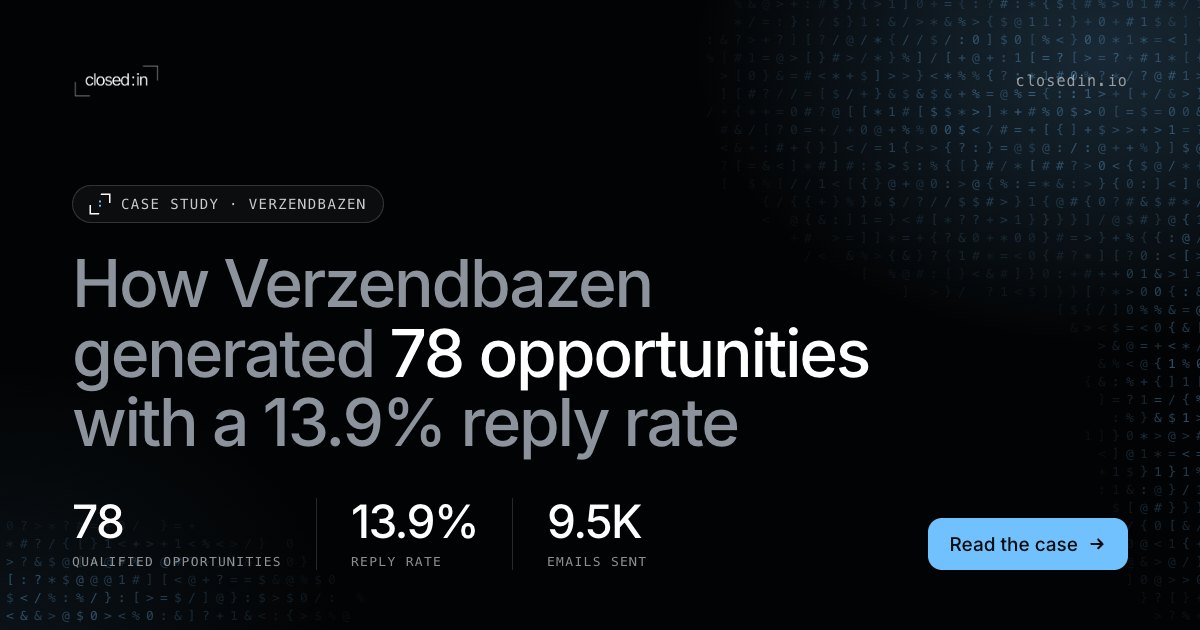 closed:in
closedin.io
CASE STUDY · VERZENDBAZEN
How Verzendbazen
generated 78 opportunities
with a 13.9% reply rate
78
QUALIFIED OPPORTUNITIES
13.9%
REPLY RATE
9.5K
EMAILS SENT
Read the case →